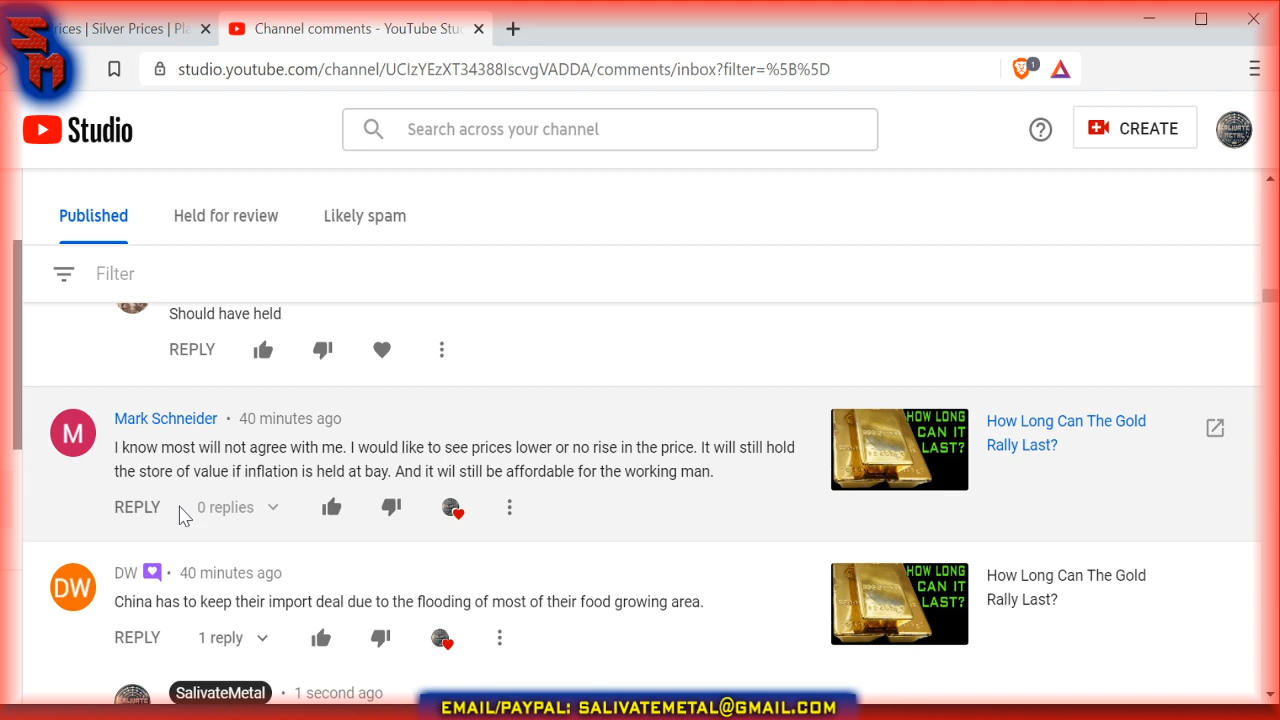 SM
rices | Silver Prices | Pla
Channel comments - YouTube Stu
studio.youtube.com/channel/UCIzYEzXT34388IscvgVADDA/comments/inbox?filter=%5B%5D
1
Studio
Search across your channel
CREATE
SALIVATE METAL
Published
Held for review
Likely spam
Filter
Should have held
REPLY
M
Mark Schneider • 40 minutes ago
I know most will not agree with me. I would like to see prices lower or no rise in the price. It will still hold
the store of value if inflation is held at bay. And it wil still be affordable for the working man.
REPLY 0 replies
HOW LONG
CAN IT
LAST?
How Long Can The Gold
Rally Last?
DW
DW • 40 minutes ago
China has to keep their import deal due to the flooding of most of their food growing area.
REPLY 1 reply
HOW LONG
CAN IT
LAST?
How Long Can The Gold
Rally Last?
SalivateMetal • 1 second ago
EMAIL/PAYPAL: SALIVATEMETAL@GMAIL.COM